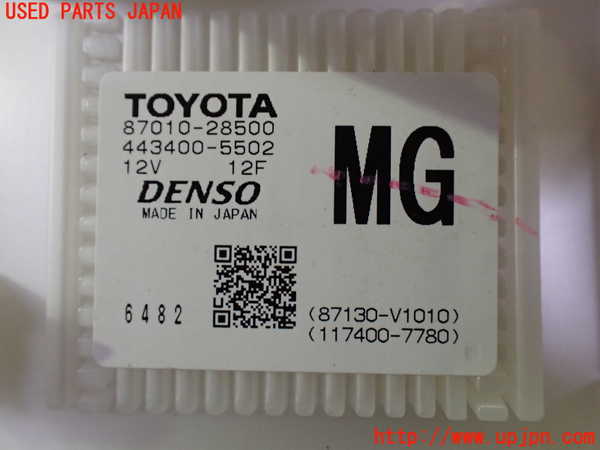 USED PARTS JAPAN
TOYOTA
87010-28500
443400-5502
12V 12F
DENSO
MADE IN JAPAN
MG
6482
(87130-V1010)
(117400-7780)
http://www.upjpn.com